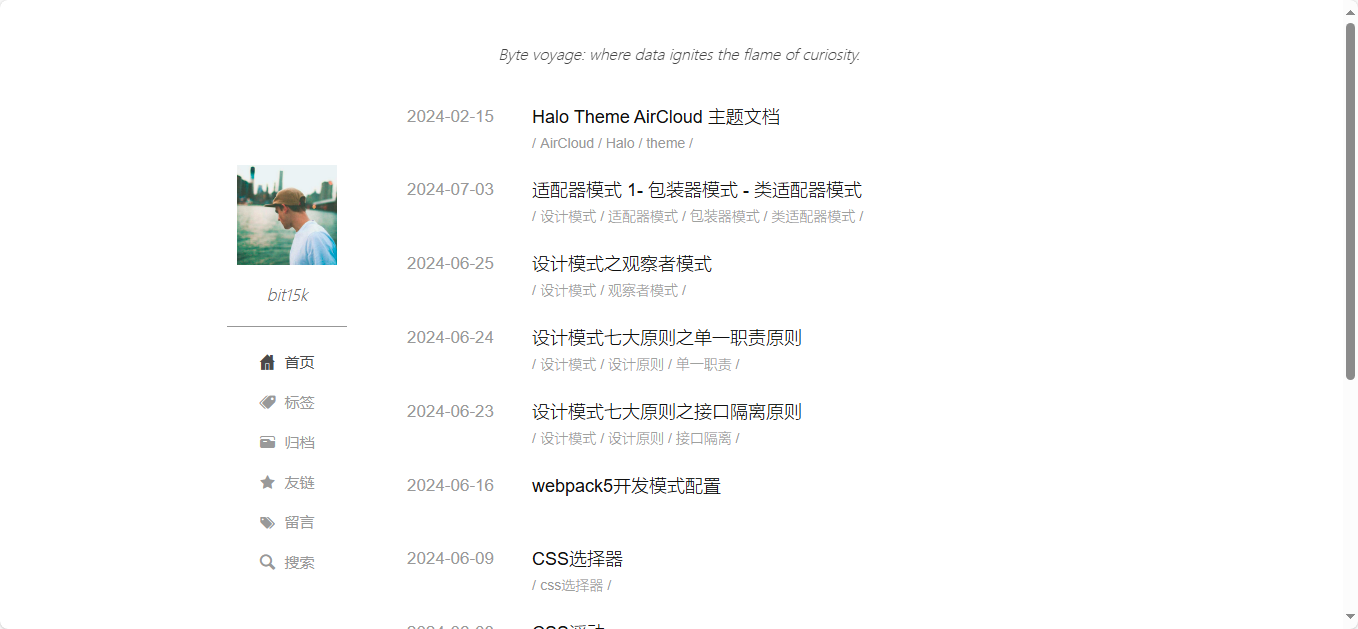 Byte voyage: where data ignites the flame of curiosity.
bit15k
首页
标签
归档
友链
留言
搜索
2024-02-15 Halo Theme AirCloud 主题文档
/ AirCloud / Halo / theme /
2024-07-03 适配器模式 1- 包装器模式 - 类适配器模式
/ 设计模式 / 适配器模式 / 包装器模式 / 类适配器模式 /
2024-06-25 设计模式之观察者模式
/ 设计模式 / 观察者模式 /
2024-06-24 设计模式七大原则之单一职责原则
/ 设计模式 / 设计原则 / 单一职责 /
2024-06-23 设计模式七大原则之接口隔离原则
/ 设计模式 / 设计原则 / 接口隔离 /
2024-06-16 webpack5开发模式配置
2024-06-09 CSS选择器
/ css选择器 /